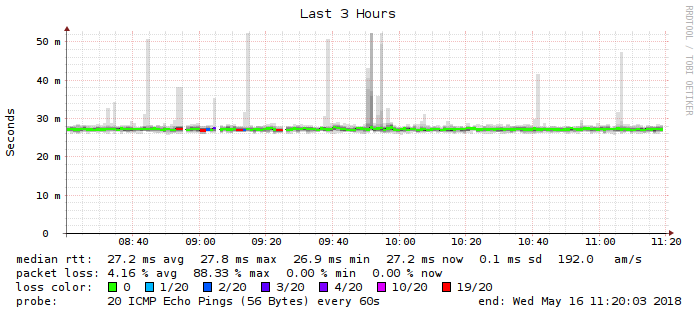 Last 3 Hours
RRDTOOL / TOBI OETIKER
Seconds
50 m
40 m
30 m
20 m
10 m
0
08:40 09:00 09:20 09:40 10:00 10:20 10:40 11:00 11:20
median rtt: 27.2 ms avg 27.8 ms max 26.9 ms min 27.2 ms now 0.1 ms sd 192.0 am/s
packet loss: 4.16 % avg 88.33 % max 0.00 % min 0.00 % now
loss color: 0 1/20 2/20 3/20 4/20 10/20 19/20
probe: 20 ICMP Echo Pings (56 Bytes) every 60s end: Wed May 16 11:20:03 2018